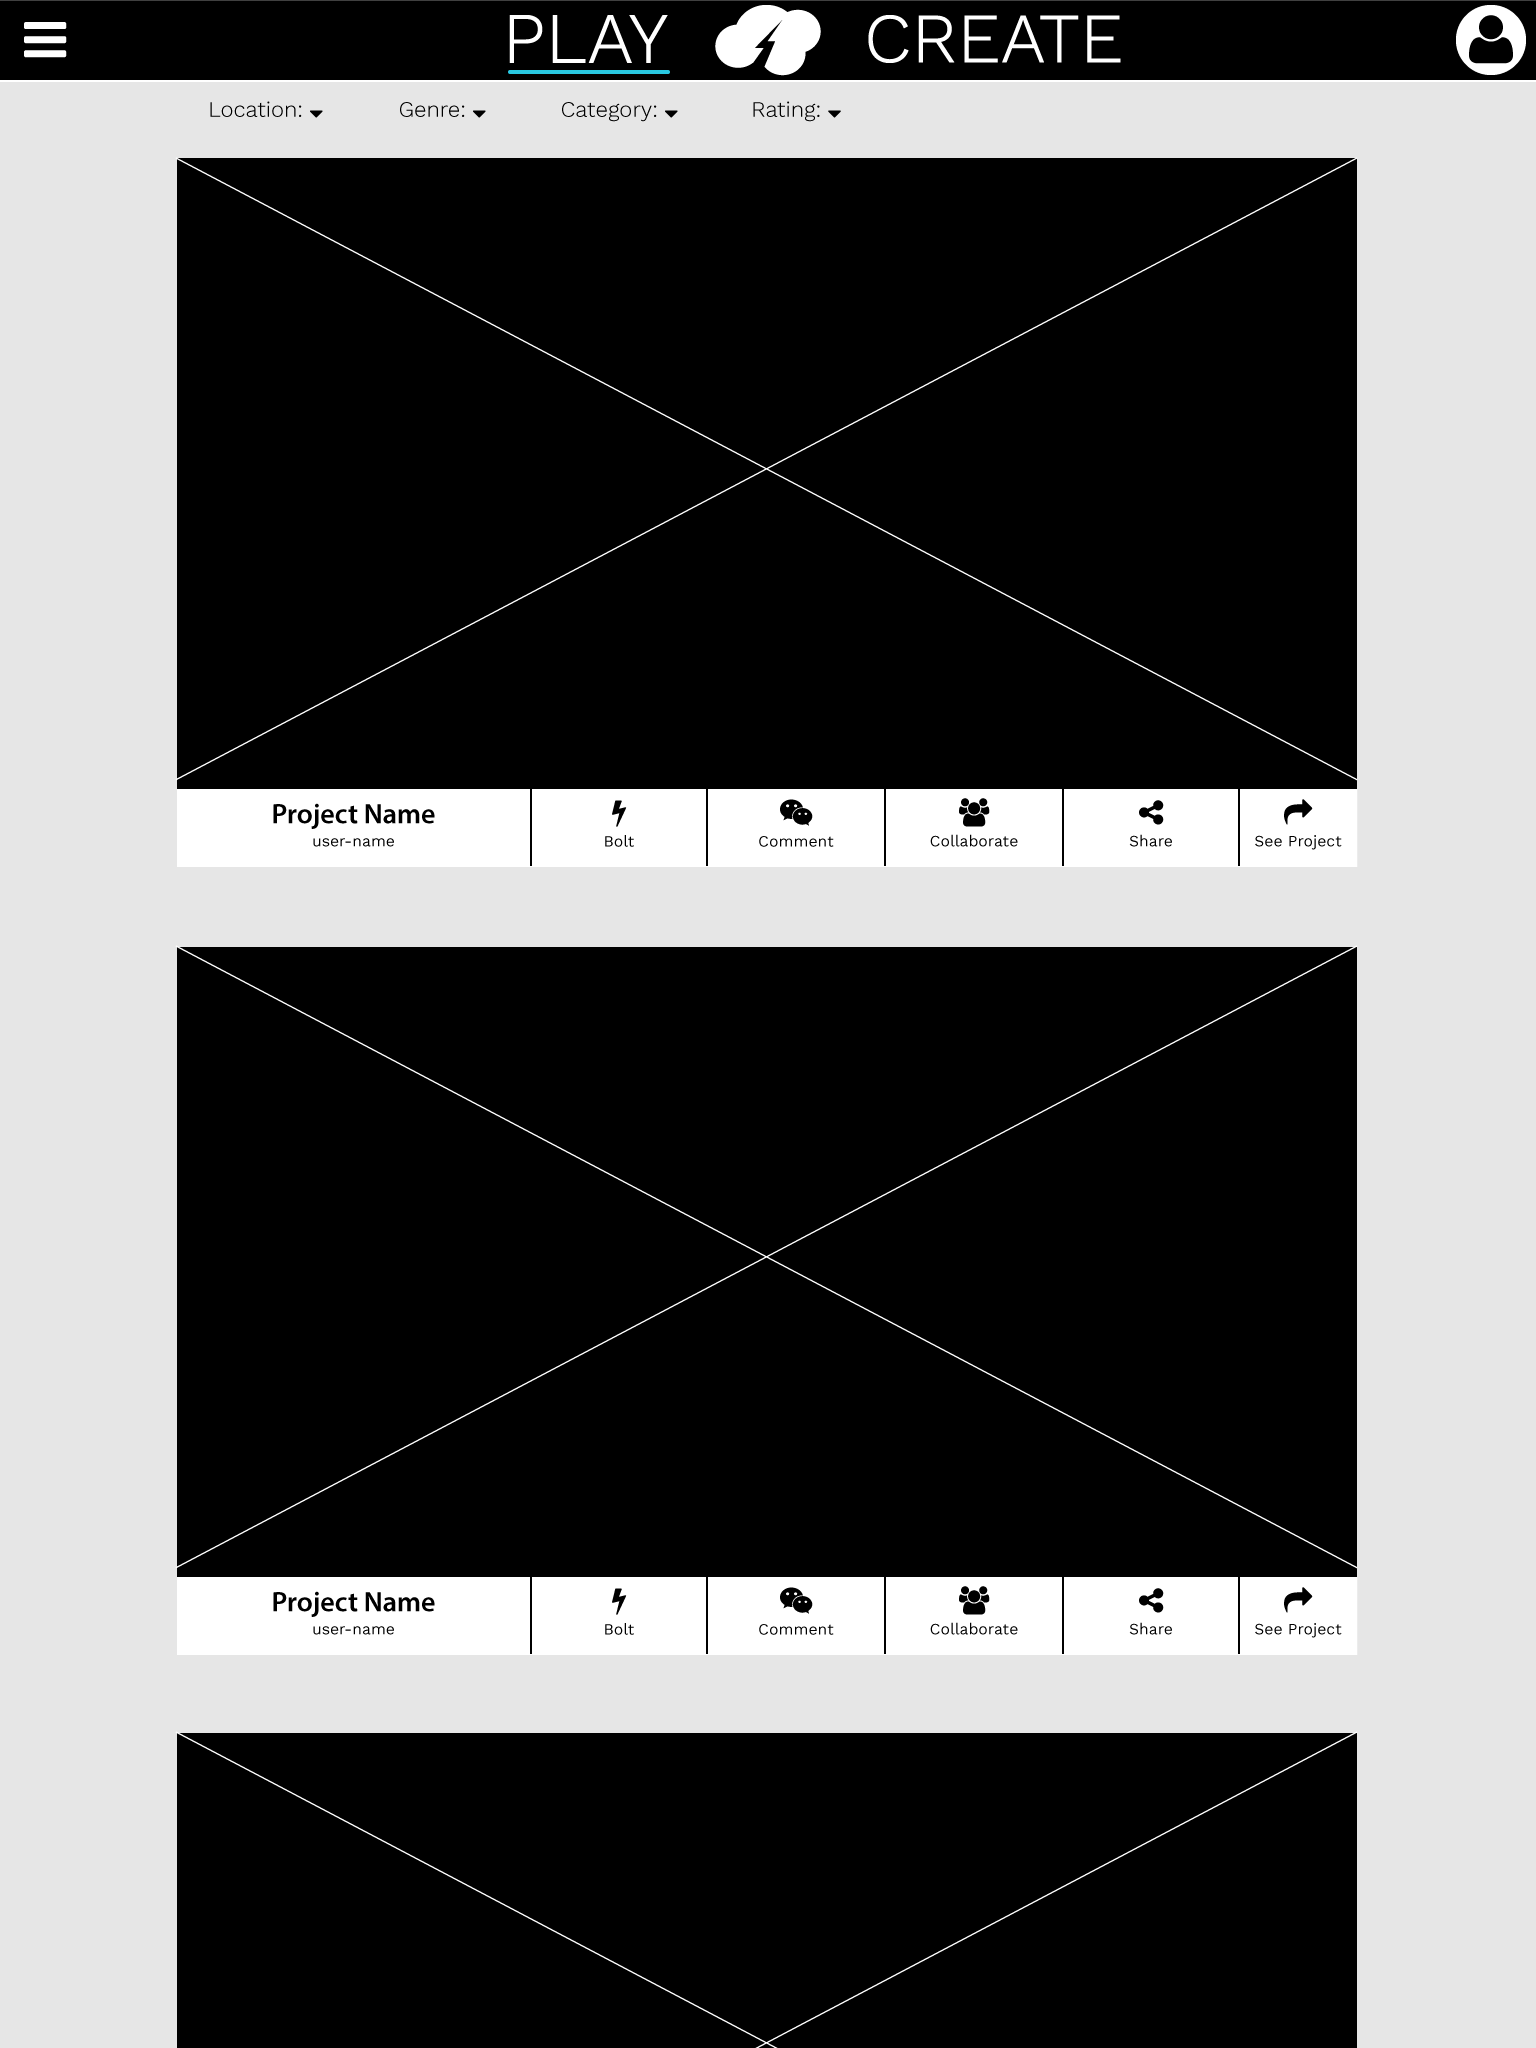 PLAY CREATE
Location: Genre: Category: Rating:
Project Name
user-name
Bolt
Comment
Collaborate
Share
See Project
Project Name
user-name
Bolt
Comment
Collaborate
Share
See Project